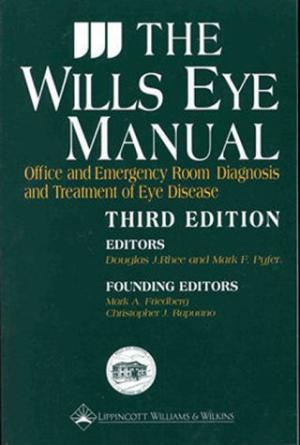 THE
WILLS EYE
MANUAL
Office and Emergency Room Diagnosis
and Treatment of Eye Disease
THIRD EDITION
EDITORS
Douglas J. Rhee and Mark F. Pyfer
FOUNDING EDITORS
Mark A. Friedberg
Christopher J. Rapuano
LIPPINCOTT WILLIAMS & WILKINS